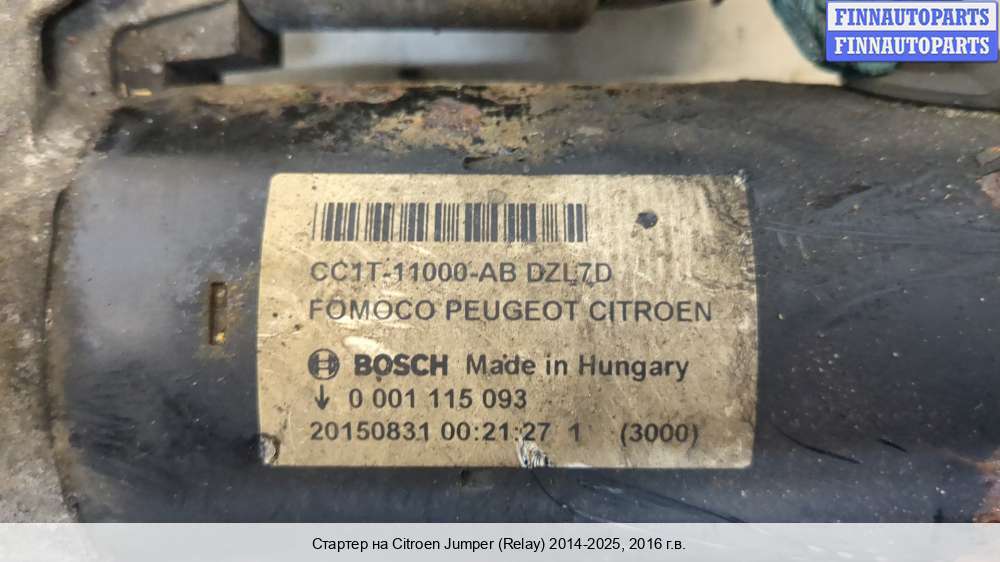 FINNAUTOPARTS
FINNAUTOPARTS
CC1T-11000-AB DZL7D
FOMOCO PEUGEOT CITROEN
BOSCH Made in Hungary
↓ 0 001 115 093
20150831 00:21:27 1 (3000)
Стартер на Citroen Jumper (Relay) 2014-2025, 2016 г.в.